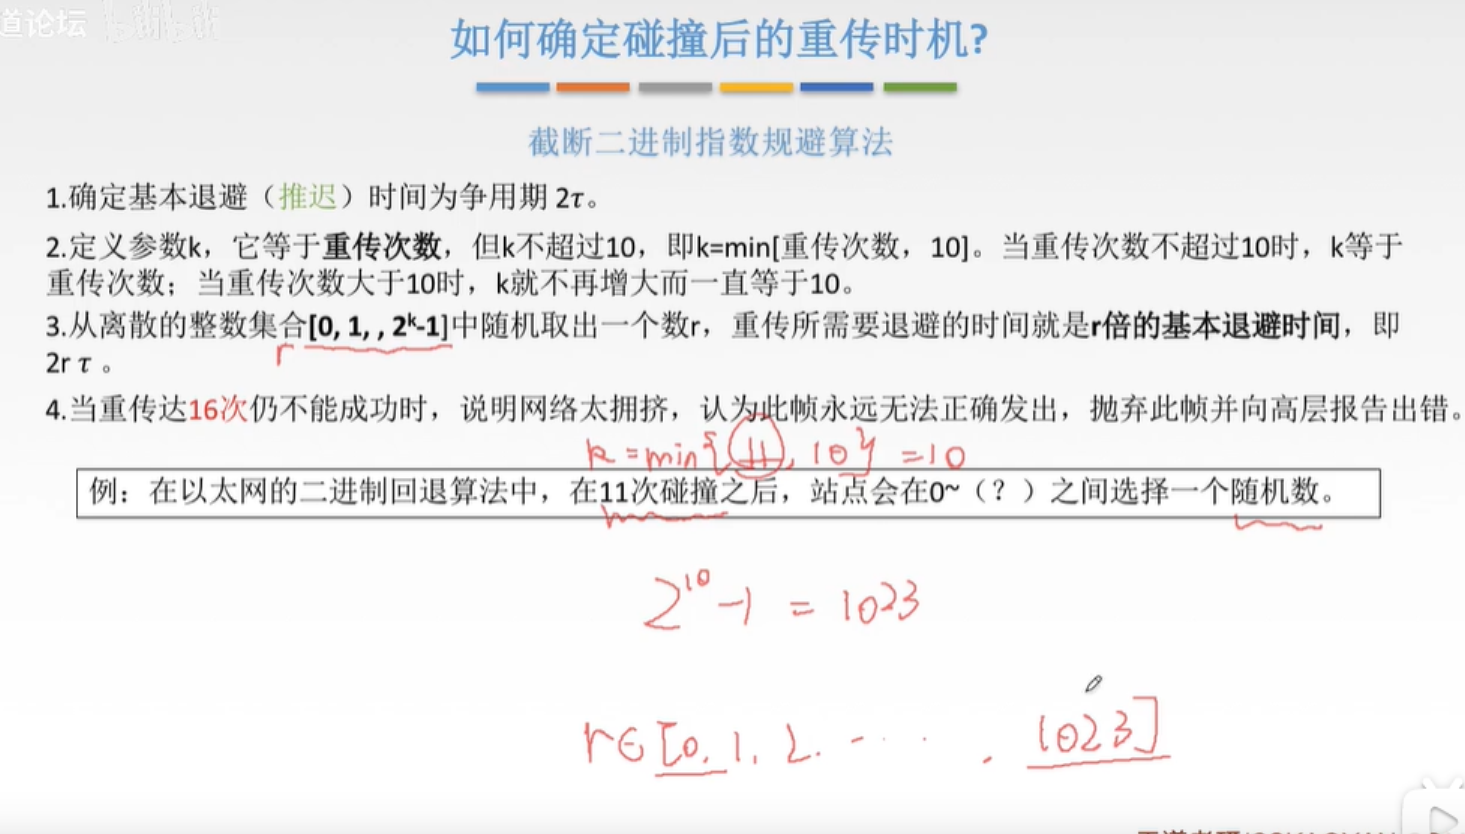 道论坛 bilibili
如何确定碰撞后的重传时机?
截断二进制指数规避算法
1.确定基本退避（推迟）时间为争用期 2τ。
2.定义参数k，它等于重传次数，但k不超过10，即k=min[重传次数，10]。当重传次数不超过10时，k等于
重传次数；当重传次数大于10时，k就不再增大而一直等于10。
3.从离散的整数集合[0, 1, , 2ᵏ-1]中随机取出一个数r，重传所需要退避的时间就是r倍的基本退避时间，即
r
2r τ 。
4.当重传达16次仍不能成功时，说明网络太拥挤，认为此帧永远无法正确发出，抛弃此帧并向高层报告出错。
k = min{11, 10} = 10
例：在以太网的二进制回退算法中，在11次碰撞之后，站点会在0~（？）之间选择一个随机数。
2¹⁰-1 = 1023
r∈[0, 1, 2. ..... . 1023]